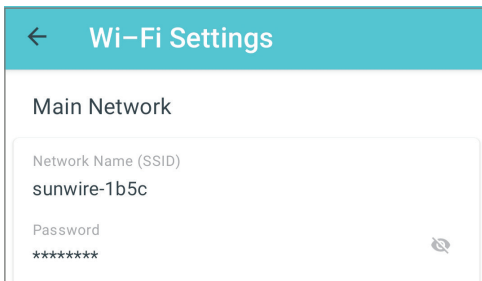 Wi–Fi Settings
Main Network
Network Name (SSID)
sunwire-1b5c
Password
********